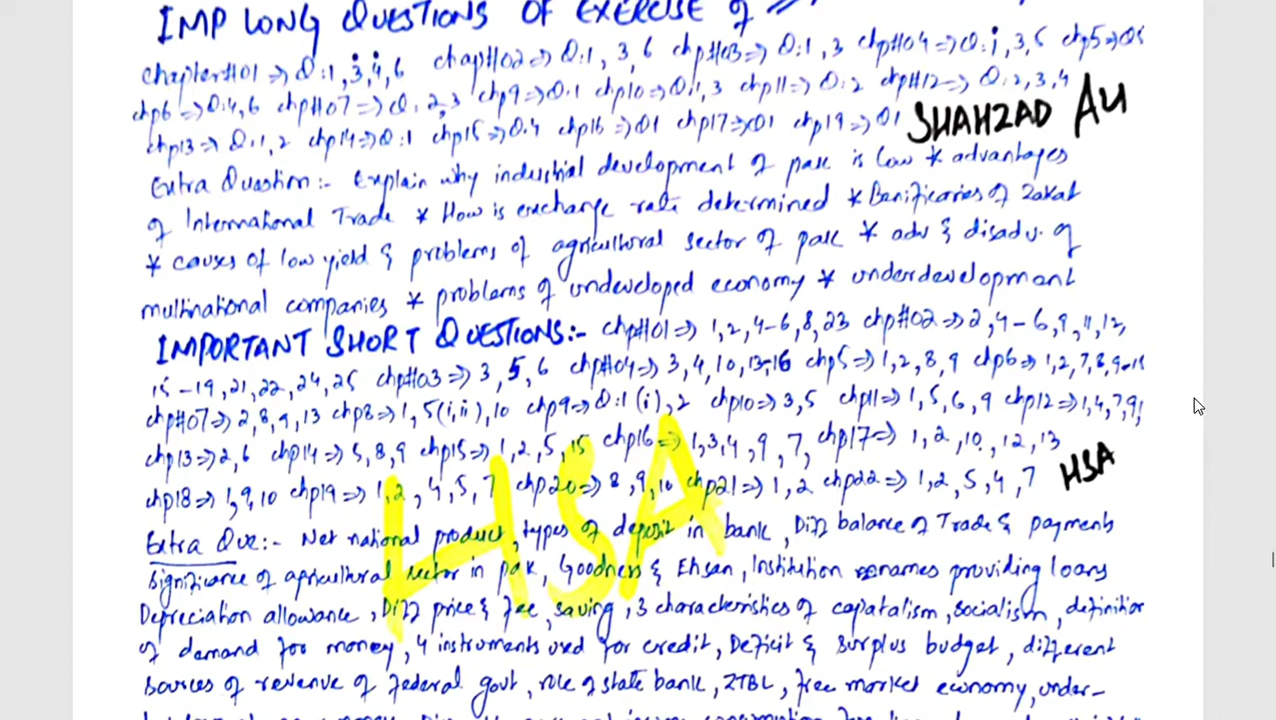 IMP LONG QUESTIONS OF EXERCISE of
chapter#01 => Q:1, 3, 4, 6 chap#02 => Q:1, 3, 6 chp#03 => Q:1, 3 chp#04 => Q:1, 3, 5 chp5 =>
chp6 => Q:4,6 chp#07 => Q, 2,3 chp9 => Q:1 chp10 => Q:1, 3 chp11 => Q:2 chp#12 => Q:2,3,4
chp13 => Q:1,2 chp14 => Q:1 chp15 => Q.4 chp16 => Q1 chp17 => Q1 chp19 => Q1 SHAHZAD Ali
Extra Question:- Explain why industrial development of pak is low * advantages
of International Trade * How is exchange rate determined * Benificaries of Zakat
* causes of low yield & problems of agricultural sector of pak * adv & disadv. of
multinational companies * problems of undeveloped economy * underdevelopment
IMPORTANT SHORT QUESTIONS:- chp#01 => 1,2,4-6,8,23 chp#02 => 2,4-6,9,11,12,
15-19,21,22,24,25 chp#03 => 3,5,6 chp#04 => 3,4,10,13-16 chp5 => 1,2,8,9 chp6 => 1,2,7,8,9-15
chp#07 => 2,8,9,13 chp8 => 1,5(i,ii),10 chp9 => Q:1(i),2 chp10 => 3,5 chp11 => 1,5,6,9 chp12 => 1,4,7,9,
chp13 => 2,6 chp14 => 5,8,9 chp15 => 1,2,5,15 chp16 => 1,3,4,9,7, chp17 => 1,2,10,12,13
HSA
chp18 => 1,9,10 chp19 => 1,2,4,5,7 chp20 => 8,9,10 chp21 => 1,2 chp22 => 1,2,5,4,7
HSA
Extra Que:- Net national product, types of deposit in bank, Diff balance of Trade & payments
significance of agricultural sector in pak, Goodness & Ehsan, Institution names providing loans
Depreciation allowance, Diff price & fee, saving, 3 characteristics of capatalism, socialism, definition
of demand for money, 4 instruments used for credit, Deficit & surplus budget, different
sources of revenue of federal govt, role of state bank, ZTBL, free market economy, under-